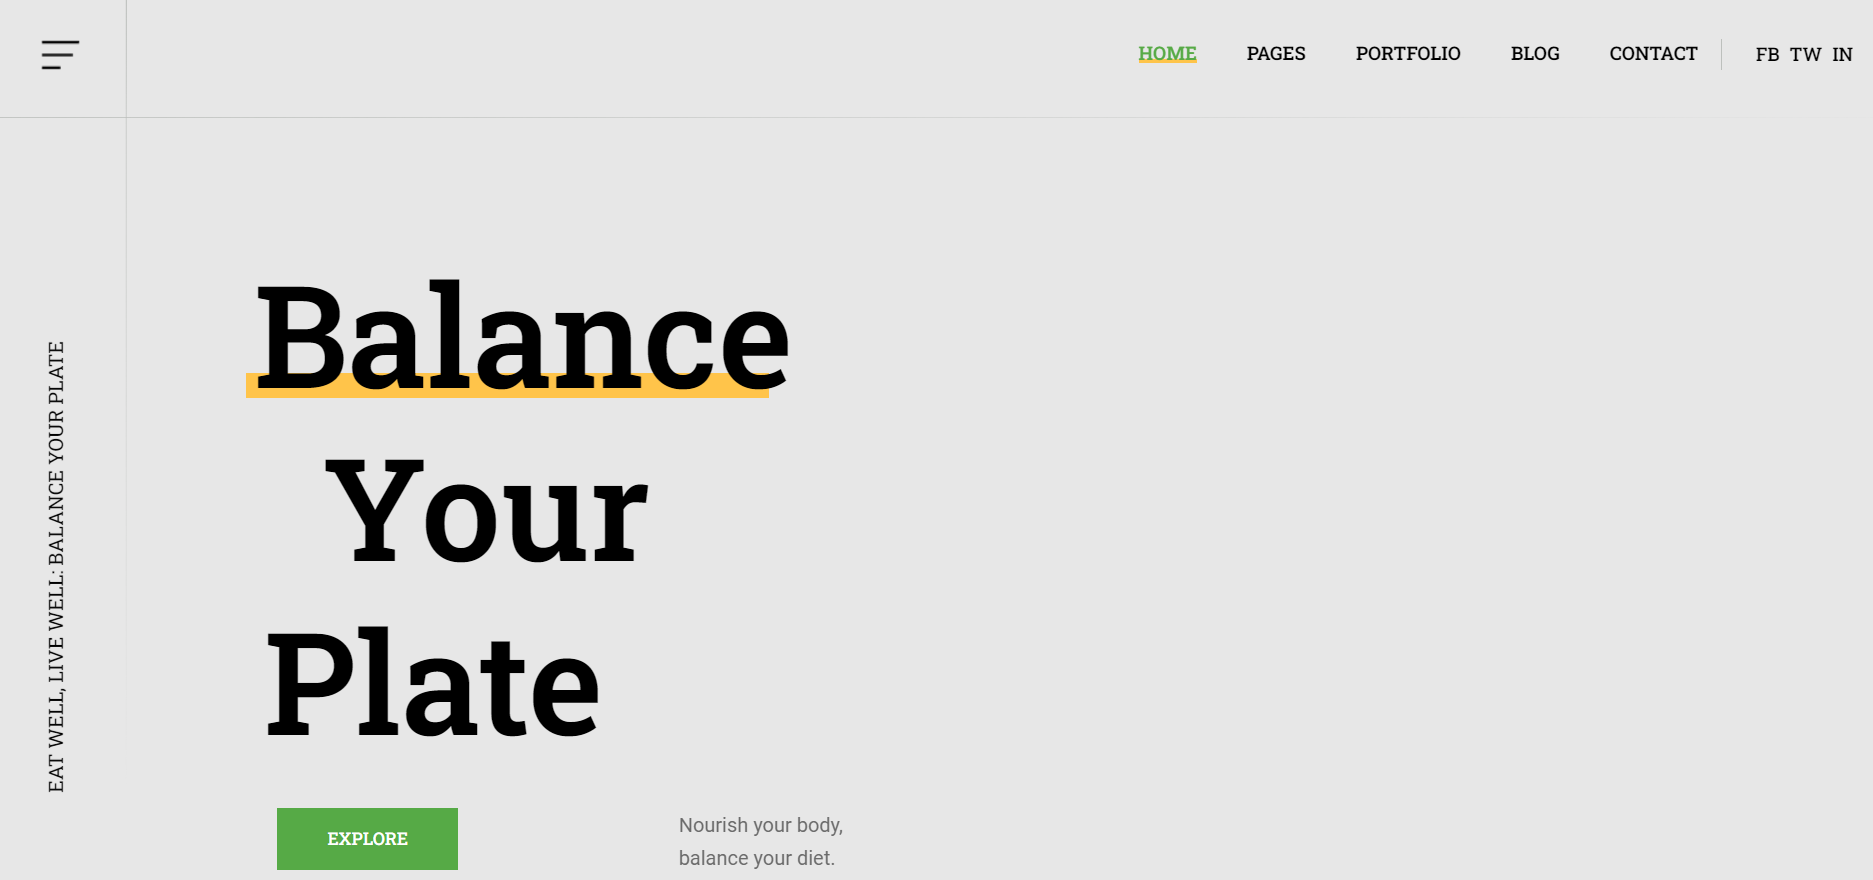 HOME PAGES PORTFOLIO BLOG CONTACT FB TW IN
Balance
Your
Plate
EAT WELL, LIVE WELL: BALANCE YOUR PLATE
EXPLORE
Nourish your body,
balance your diet.